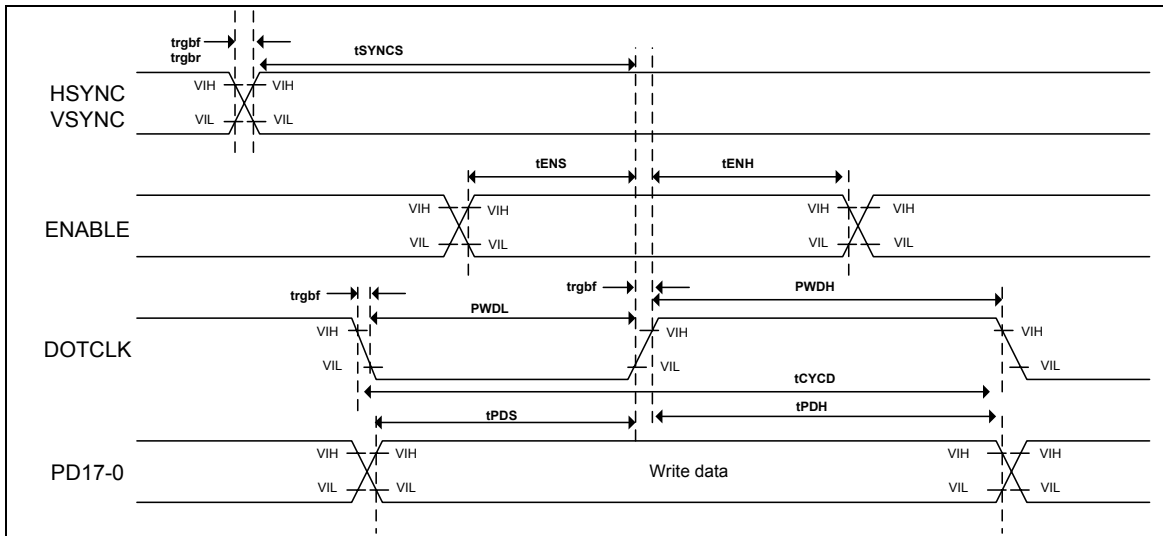 trgbf
trgbr
tSYNCS
HSYNC
VSYNC
VIH VIH
VIL VIL
tENS tENH
ENABLE
VIH VIH VIH VIH
VIL VIL VIL VIL
trgbf PWDL trgbf PWDH
DOTCLK
VIH VIH VIH
VIL VIL VIL
tCYCD
tPDS tPDH
PD17-0
VIH VIH Write data VIH VIH
VIL VIL VIL VIL